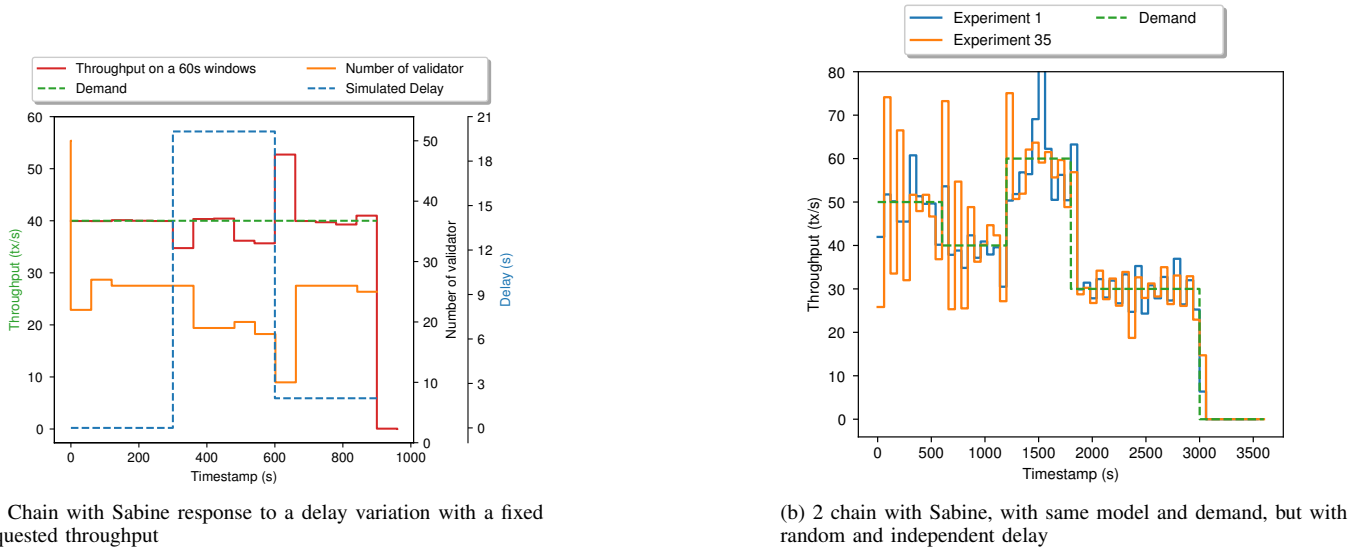 Throughput on a 60s windows
Demand
Number of validator
Simulated Delay
60
50
40
30
20
10
0
Throughput (tx/s)
0
200
400
600
800
1000
Timestamp (s)
50
40
30
20
10
0
Number of validator
21
18
15
12
9
6
3
0
Delay (s)
Chain with Sabine response to a delay variation with a fixed
quested throughput
Experiment 1
Experiment 35
Demand
80
70
60
50
40
30
20
10
0
Throughput (tx/s)
0
500
1000
1500
2000
2500
3000
3500
Timestamp (s)
(b) 2 chain with Sabine, with same model and demand, but with
random and independent delay